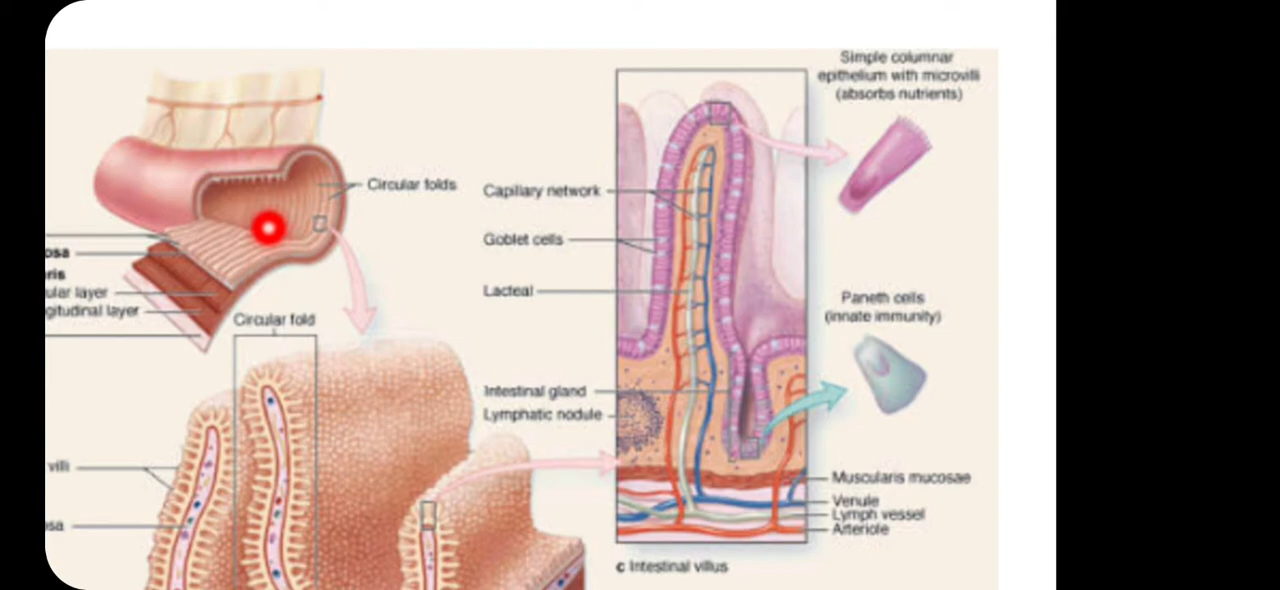 Simple columnar
epithelium with microvilli
(absorbs nutrients)
Circular folds
Capillary network
Goblet cells
osa
ris
ular layer
gitudinal layer
Lacteal
Circular fold
Paneth cells
(innate immunity)
Intestinal gland
Lymphatic nodule
villi
osa
Muscularis mucosae
Venule
Lymph vessel
Arteriole
c Intestinal villus